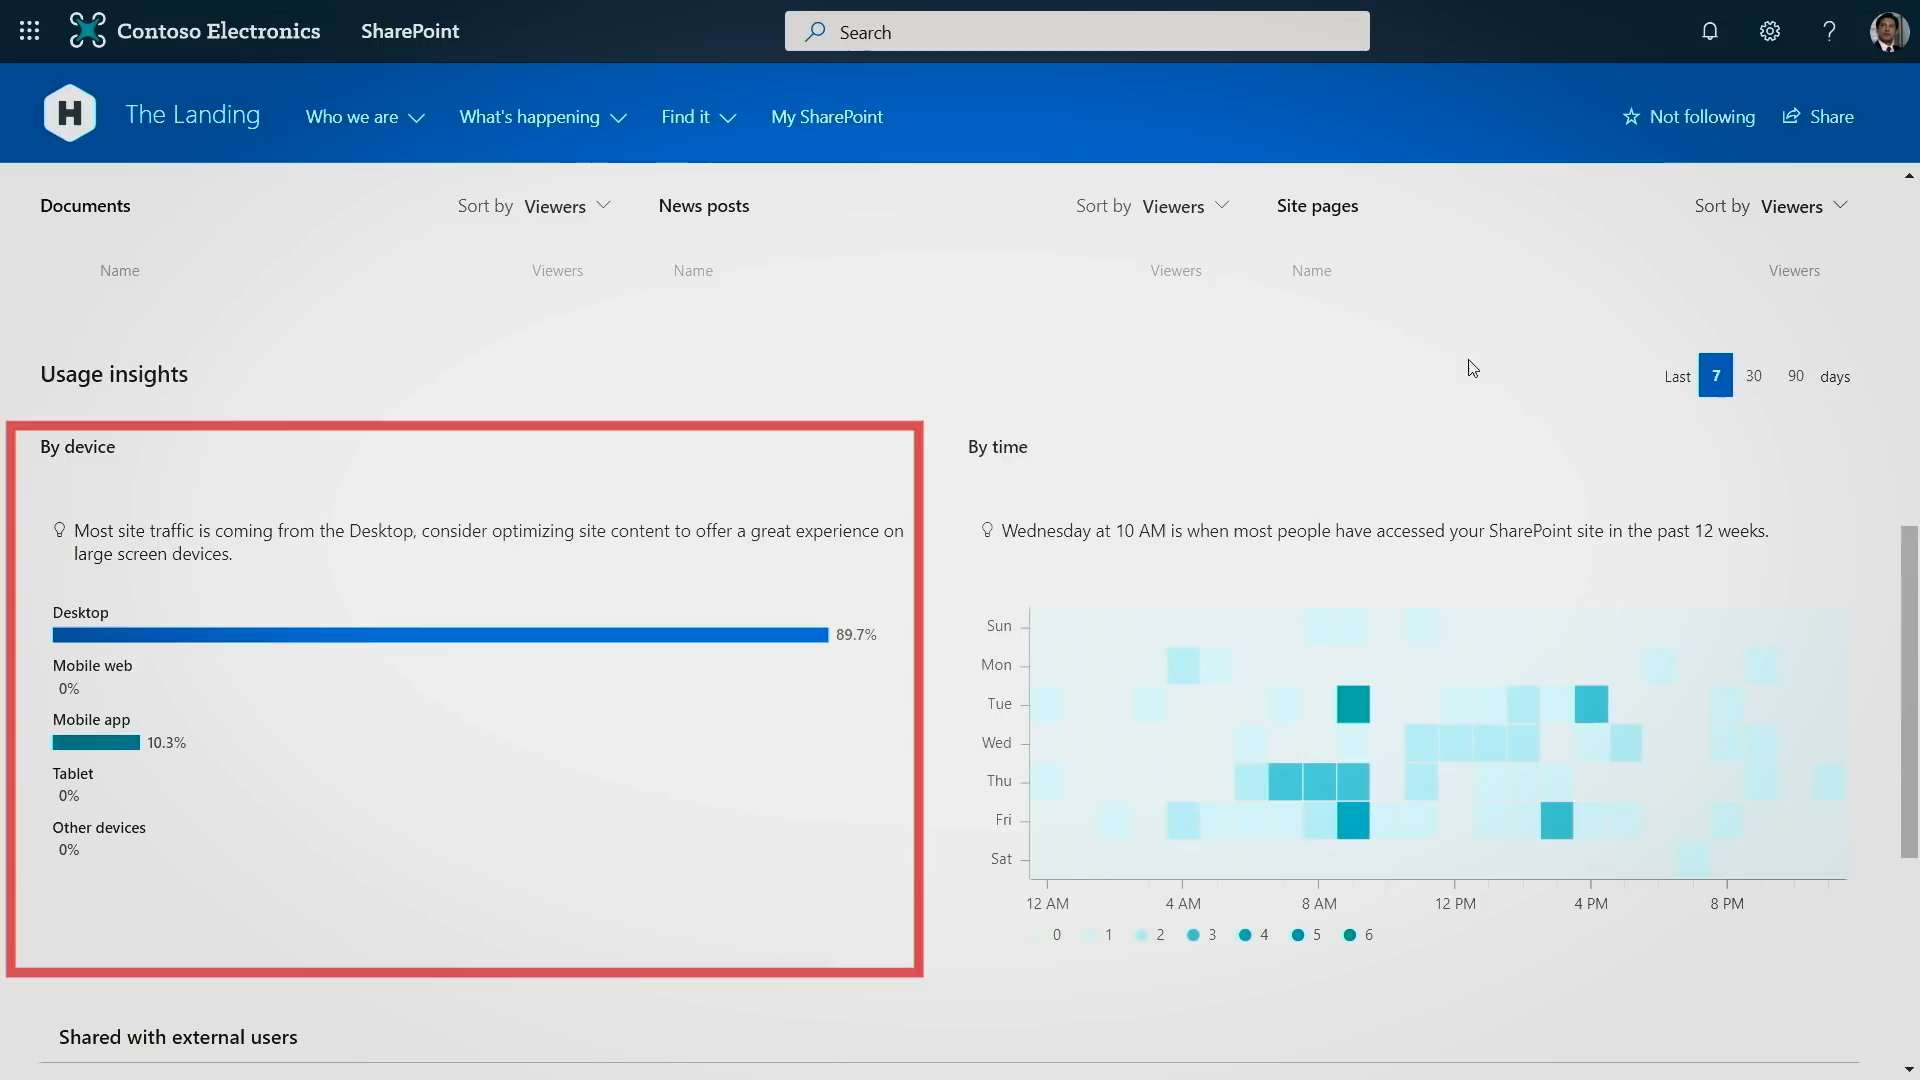 Contoso Electronics SharePoint Search
H The Landing Who we are What's happening Find it My SharePoint Not following Share
Documents Sort by Viewers News posts Sort by Viewers Site pages Sort by Viewers
Name Viewers Name Viewers Name Viewers
Usage insights Last 7 30 90 days
By device
Most site traffic is coming from the Desktop, consider optimizing site content to offer a great experience on
large screen devices.
Desktop
89.7%
Mobile web
0%
Mobile app
10.3%
Tablet
0%
Other devices
0%
By time
Wednesday at 10 AM is when most people have accessed your SharePoint site in the past 12 weeks.
Sun
Mon
Tue
Wed
Thu
Fri
Sat
12 AM 4 AM 8 AM 12 PM 4 PM 8 PM
0 1 2 3 4 5 6
Shared with external users